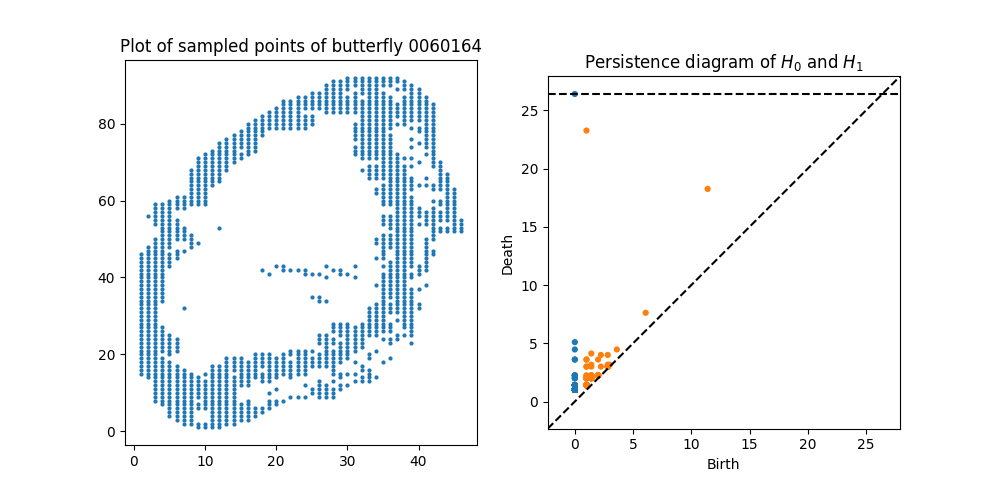 Plot of sampled points of butterfly 0060164
80
60
40
20
0
0 10 20 30 40
Persistence diagram of H₀ and H₁
25
20
15
10
5
0
Death
0 5 10 15 20 25
Birth